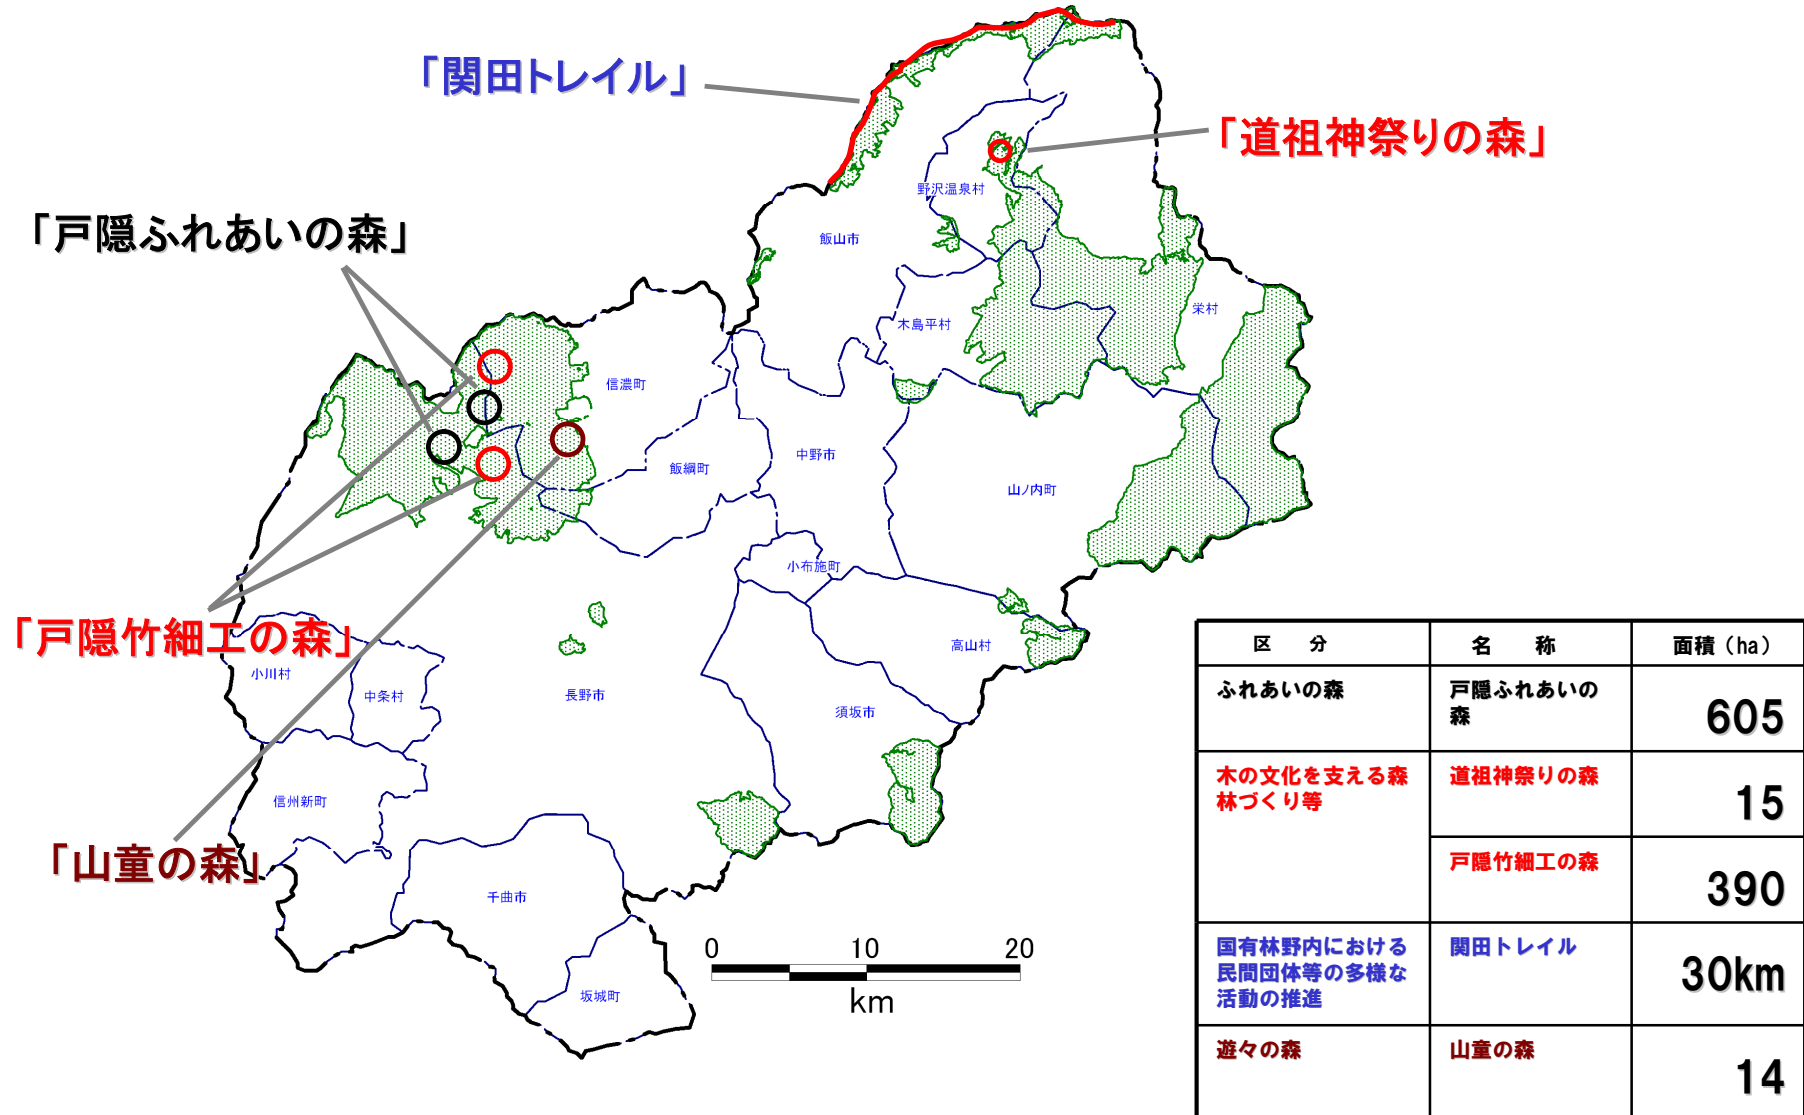 「関田トレイル」
「道祖神祭りの森」
野沢温泉村
「戸隠ふれあいの森」
飯山市
栄村
木島平村
信濃町
中野市
飯綱町
山ノ内町
小布施町
「戸隠竹細工の森」
高山村
小川村
中条村
長野市
須坂市
信州新町
「山童の森」
千曲市
坂城町
0 10 20
km
区 分 名 称 面積（ha）
ふれあいの森 戸隠ふれあいの
森
605
木の文化を支える森 道祖神祭りの森
林づくり等
15
戸隠竹細工の森
390
国有林野内における 関田トレイル
民間団体等の多様な
活動の推進
30km
遊々の森 山童の森
14